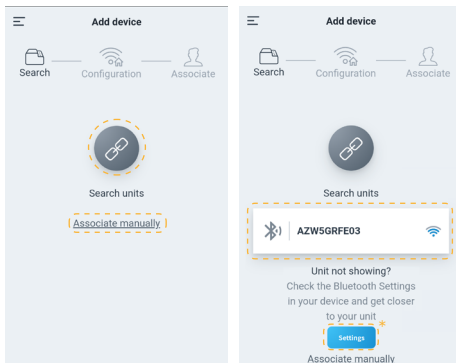 Add device
Search Configuration Associate
Search units
Associate manually
Add device
Search Configuration Associate
Search units
AZW5GRFE03
Unit not showing?
Check the Bluetooth Settings
in your device and get closer
to your unit
*
Settings
Associate manually